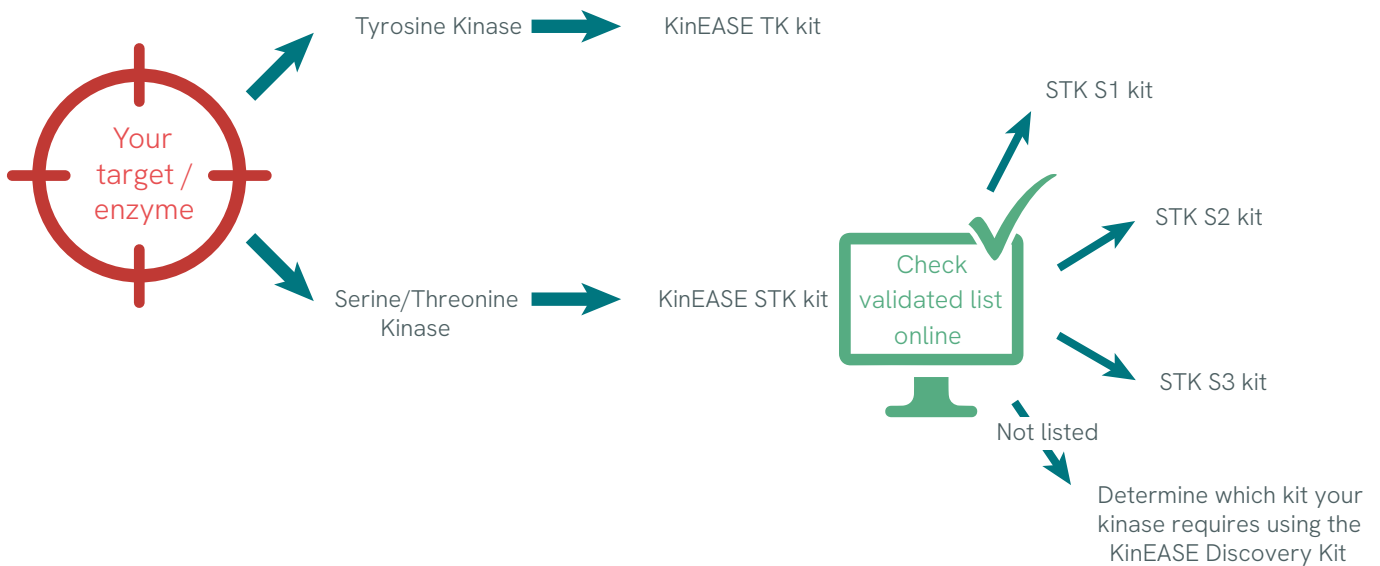 Your
target /
enzyme
Tyrosine Kinase
KinEASE TK kit
Serine/Threonine
Kinase
KinEASE STK kit
Check
validated list
online
STK S1 kit
STK S2 kit
STK S3 kit
Not listed
Determine which kit your
kinase requires using the
KinEASE Discovery Kit